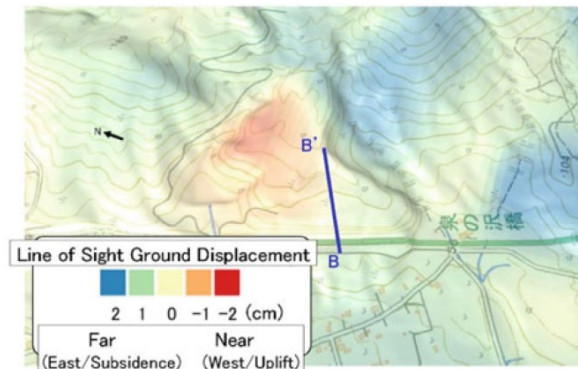 N
B'
B
泉の沢橋
Line of Sight Ground Displacement
2 1 0 -1 -2 (cm)
Far Near
(East/Subsidence) (West/Uplift)